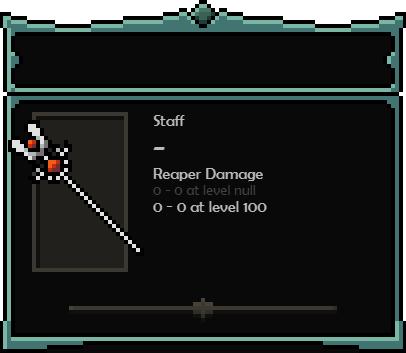 Staff
–
Reaper Damage
0 - 0 at level null
0 - 0 at level 100